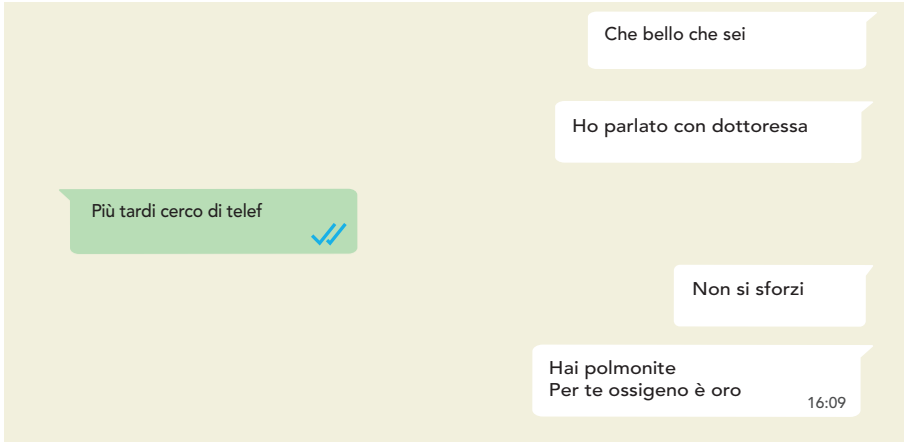 Che bello che sei
Ho parlato con dottoressa
Più tardi cerco di telef
Non si sforzi
Hai polmonite
Per te ossigeno è oro
16:09